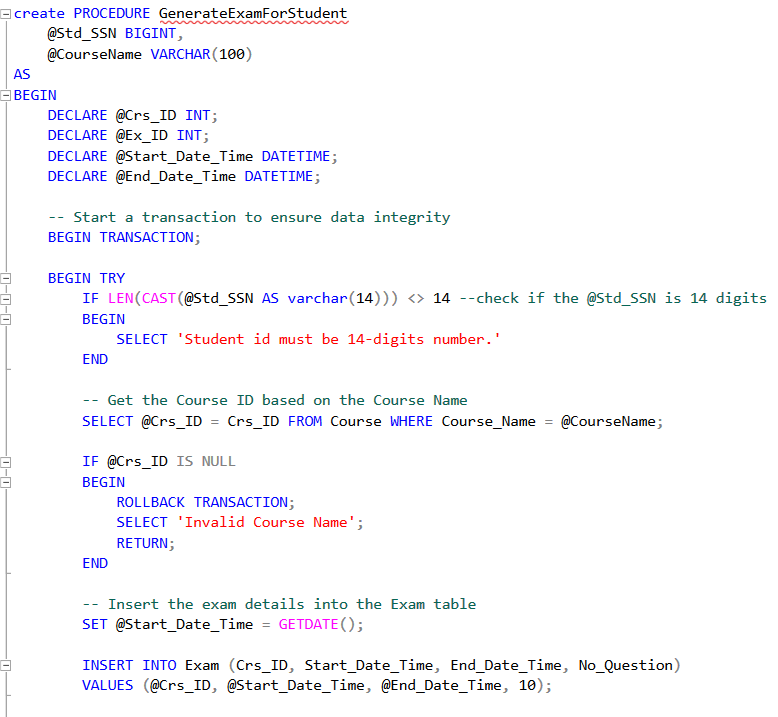 create PROCEDURE GenerateExamForStudent
    @Std_SSN BIGINT,
    @CourseName VARCHAR(100)
AS
BEGIN
    DECLARE @Crs_ID INT;
    DECLARE @Ex_ID INT;
    DECLARE @Start_Date_Time DATETIME;
    DECLARE @End_Date_Time DATETIME;
    -- Start a transaction to ensure data integrity
    BEGIN TRANSACTION;
    BEGIN TRY
        IF LEN(CAST(@Std_SSN AS varchar(14))) <> 14 --check if the @Std_SSN is 14 digits
        BEGIN
            SELECT 'Student id must be 14-digits number.'
        END
        -- Get the Course ID based on the Course Name
        SELECT @Crs_ID = Crs_ID FROM Course WHERE Course_Name = @CourseName;
        IF @Crs_ID IS NULL
        BEGIN
            ROLLBACK TRANSACTION;
            SELECT 'Invalid Course Name';
            RETURN;
        END
        -- Insert the exam details into the Exam table
        SET @Start_Date_Time = GETDATE();
        INSERT INTO Exam (Crs_ID, Start_Date_Time, End_Date_Time, No_Question)
        VALUES (@Crs_ID, @Start_Date_Time, @End_Date_Time, 10);